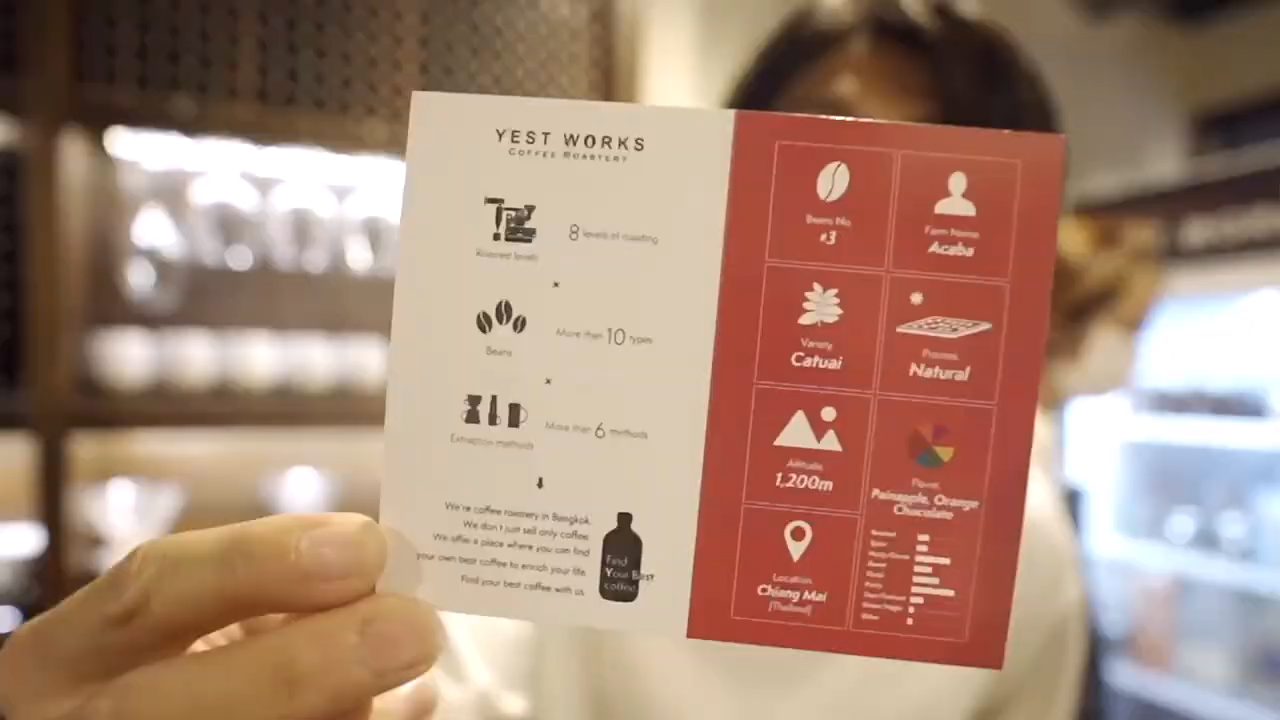 YEST WORKS
COFFEE ROASTERY
8 levels of roasting
Roasted levels
×
More than 10 types
Beans
×
More than 6 methods
Extraction methods
We're coffee roastery in Bangkok.
We don't just sell only coffee.
We offer a place where you can find
your own best coffee to enrich your life.
Find your best coffee with us.
Find
Your Best
coffee
Beans No.
#3
Farm Name
Acaba
Variety
Catuai
Process
Natural
Altitude
1,200m
Flavor
Painapple, Orange
Chocolate
Location
Chiang Mai
[Thailand]